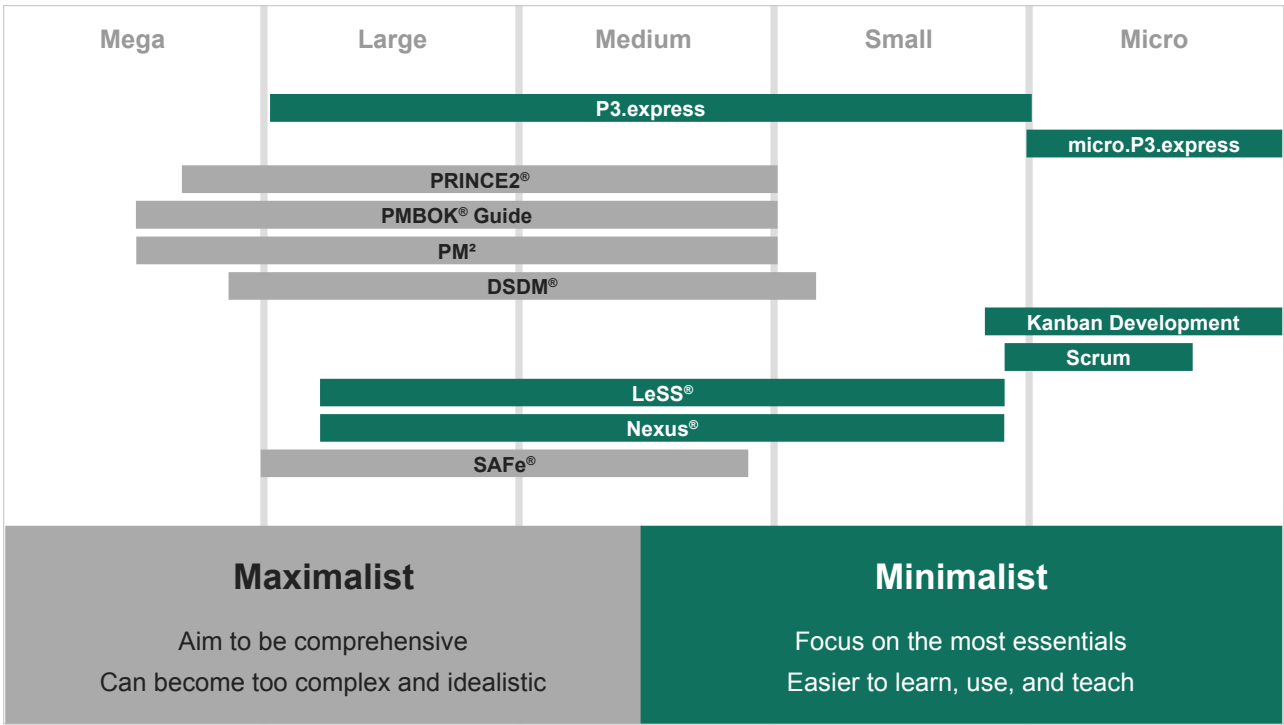 Mega Large Medium Small Micro
P3.express
micro.P3.express
PRINCE2®
PMBOK® Guide
PM²
DSDM®
Kanban Development
Scrum
LeSS®
Nexus®
SAFe®
Maximalist
Aim to be comprehensive
Can become too complex and idealistic
Minimalist
Focus on the most essentials
Easier to learn, use, and teach